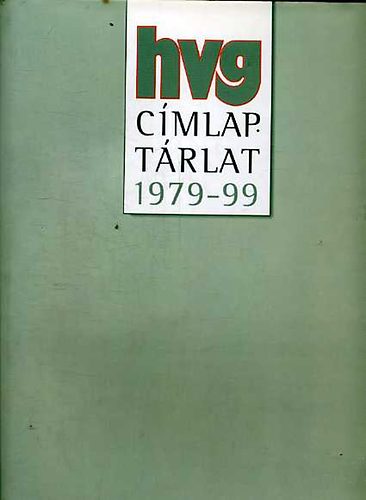 hvg
CÍMLAP-
TÁRLAT
1979-99